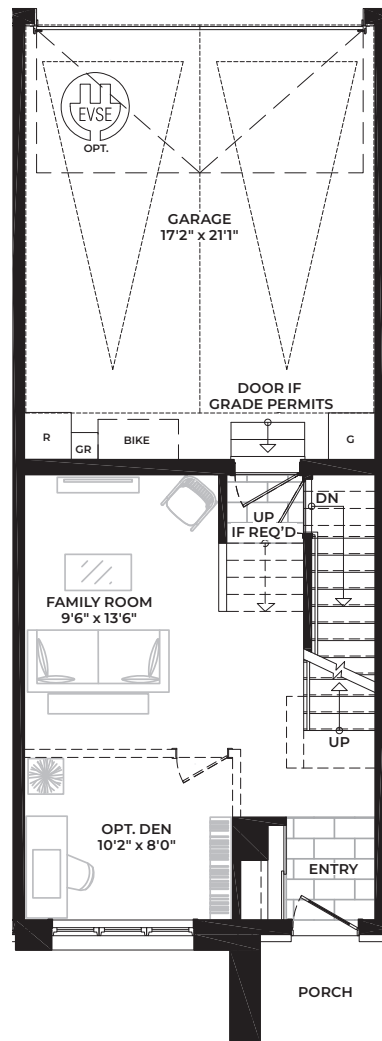 EVSE
OPT.
GARAGE
17'2" x 21'1"
DOOR IF
GRADE PERMITS
R
GR
BIKE
G
DN
UP
IF REQ'D
FAMILY ROOM
9'6" x 13'6"
UP
OPT. DEN
10'2" x 8'0"
ENTRY
PORCH